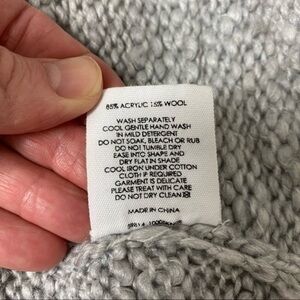 85% ACRYLIC 15% WOOL
WASH SEPARATELY
COOL GENTLE HAND WASH
IN MILD DETERGENT
DO NOT SOAK, BLEACH OR RUB
DO NOT TUMBLE DRY
EASE INTO SHAPE AND
DRY FLAT IN SHADE
COOL IRON UNDER CLOTH
CLOTH IF REQUIRED
GARMENT IS DELICATE
PLEASE TREAT WITH CARE
DO NOT DRY CLEAN
MADE IN CHINA